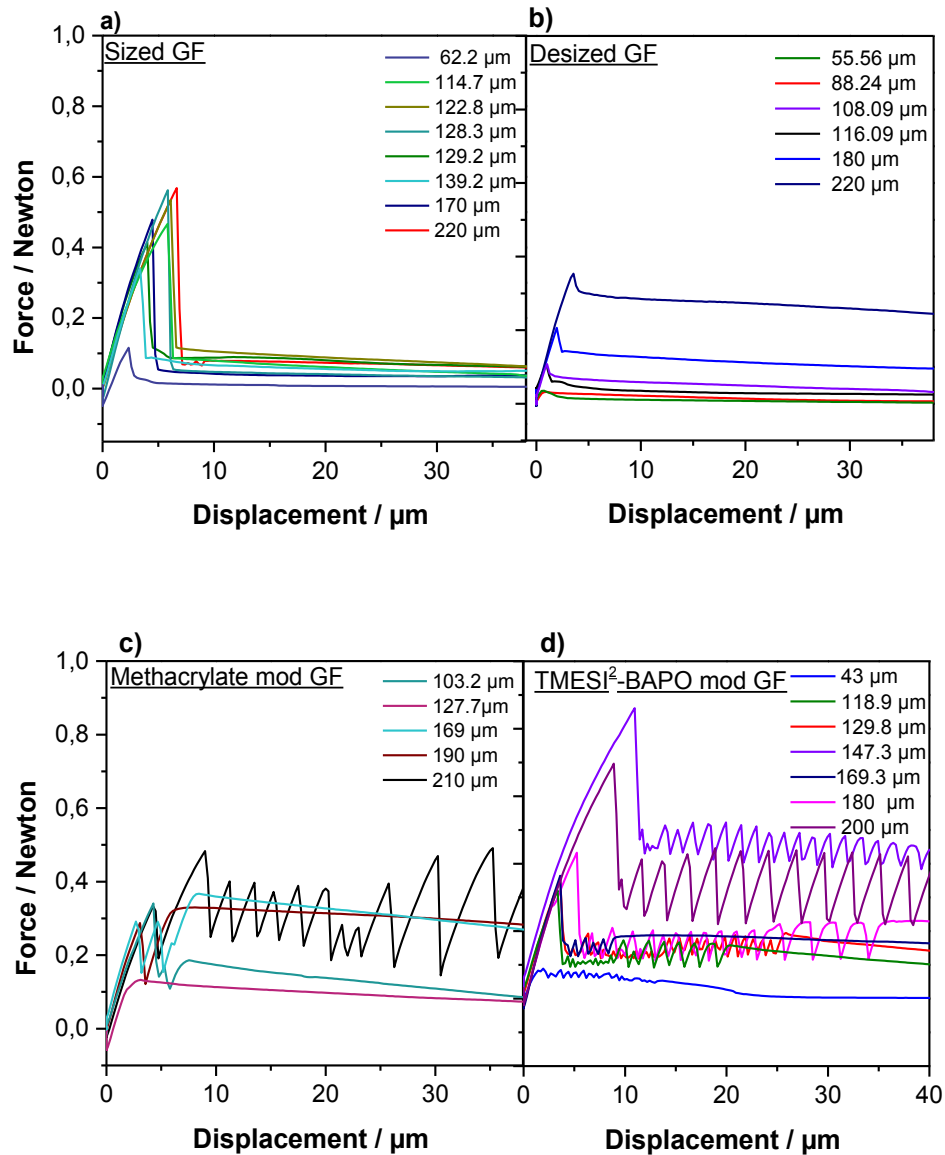 a)
Sized GF
62.2 µm
114.7 µm
122.8 µm
128.3 µm
129.2 µm
139.2 µm
170 µm
220 µm
1,0
0,8
0,6
0,4
0,2
0,0
Force / Newton
0
10
20
30
Displacement / µm
b)
Desized GF
55.56 µm
88.24 µm
108.09 µm
116.09 µm
180 µm
220 µm
0
10
20
30
Displacement / µm
c)
Methacrylate mod GF
103.2 µm
127.7µm
169 µm
190 µm
210 µm
1,0
0,8
0,6
0,4
0,2
0,0
Force / Newton
0
10
20
30
Displacement / µm
d)
TMESI²-BAPO mod GF
43 µm
118.9 µm
129.8 µm
147.3 µm
169.3 µm
180 µm
200 µm
0
10
20
30
40
Displacement / µm